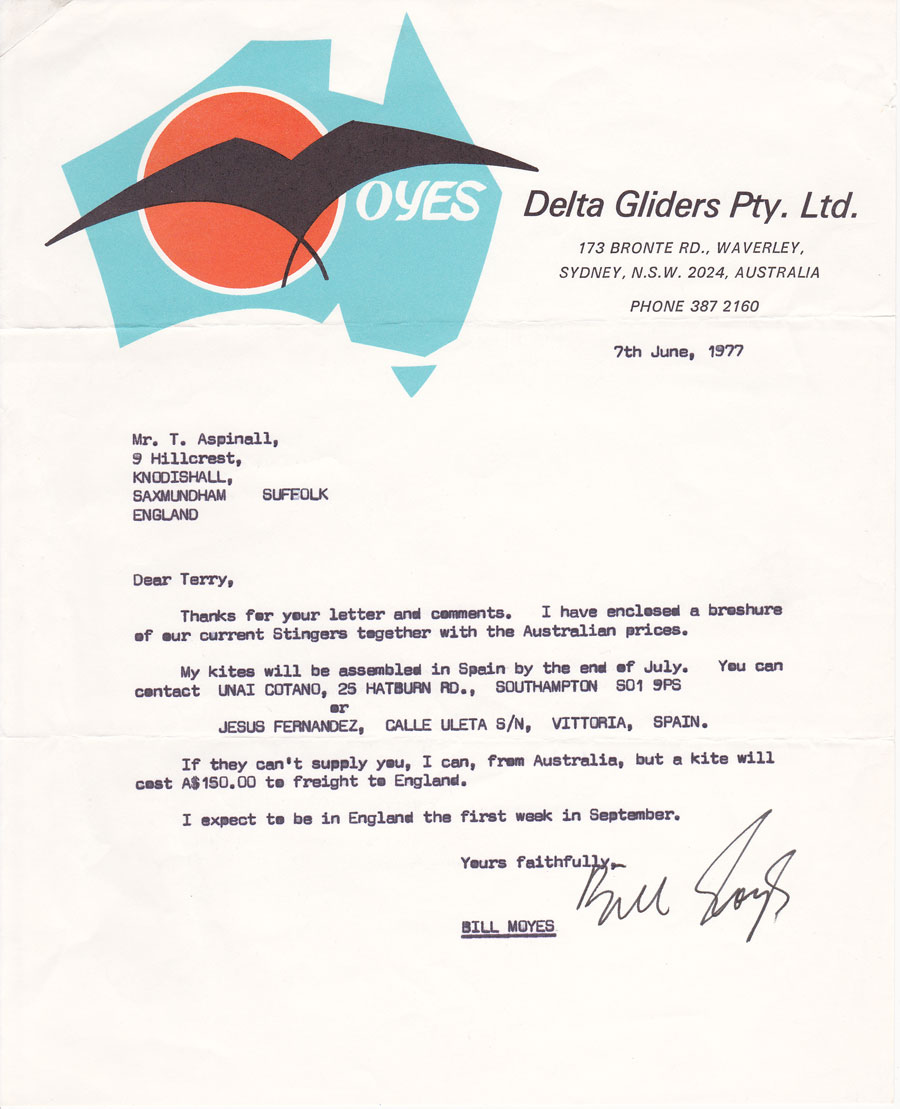 OYES
Delta Gliders Pty. Ltd.
173 BRONTE RD., WAVERLEY,
SYDNEY, N.S.W. 2024, AUSTRALIA
PHONE 387 2160
7th June, 1977
Mr. T. Aspinall,
9 Hillcrest,
KNODISHALL,
SAXMUNDHAM SUFFOLK
ENGLAND
Dear Terry,
Thanks for your letter and comments. I have enclosed a broshure
of our current Stingers together with the Australian prices.
My kites will be assembled in Spain by the end of July. You can
contact UNAI COTANO, 25 HATBURN RD., SOUTHAMPTON SO1 9PS
or
JESUS FERNANDEZ, CALLE ULETA S/N, VITTORIA, SPAIN.
If they can't supply you, I can, from Australia, but a kite will
cost A$150.00 to freight to England.
I expect to be in England the first week in September.
Yours faithfully,
Bill Moyes
BILL MOYES